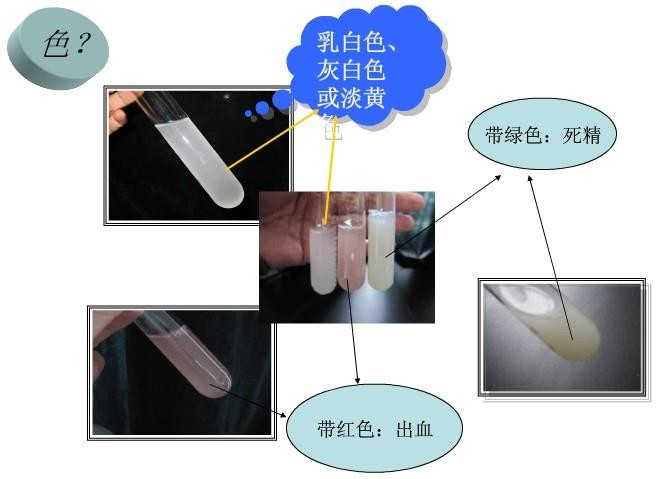 色？
乳白色、
灰白色
或淡黄
色
带绿色：死精
带红色：出血